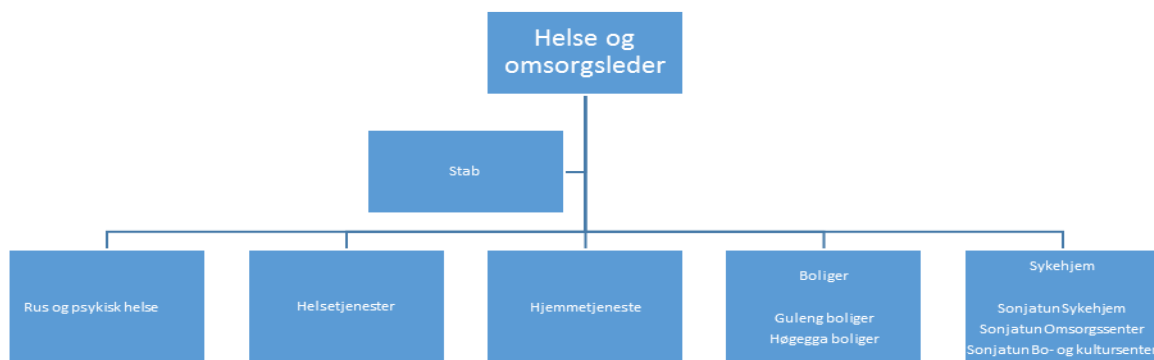 Helse og
omsorgsleder
Stab
Rus og psykisk helse
Helsetjenester
Hjemmetjeneste
Boliger
Guleng boliger
Høgegga boliger
Sykehjem
Sonjatun Sykehjem
Sonjatun Omsorgssenter
Sonjatun Bo- og kultursenter